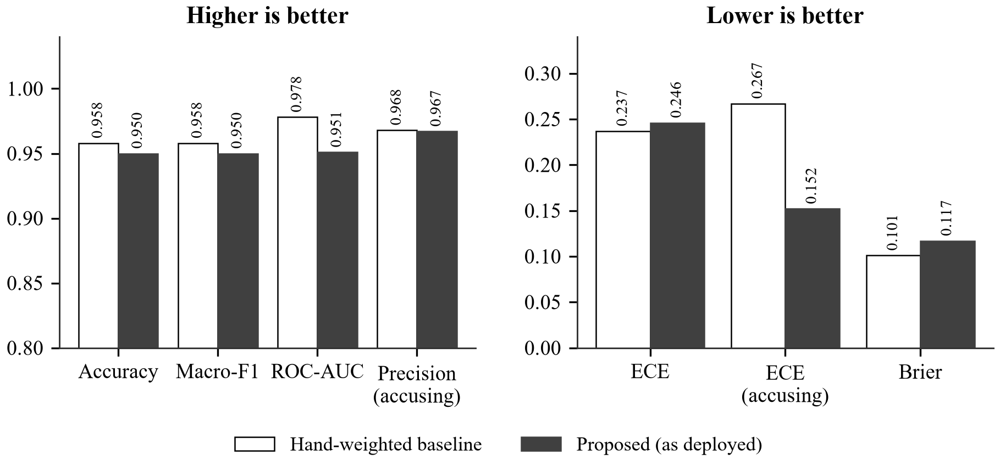 Higher is better
1.00
0.95
0.90
0.85
0.80
0.958
0.950
0.958
0.950
0.978
0.951
0.968
0.967
Accuracy
Macro-F1
ROC-AUC
Precision
(accusing)
Lower is better
0.30
0.25
0.20
0.15
0.10
0.05
0.00
0.237
0.246
0.267
0.152
0.101
0.117
ECE
ECE
(accusing)
Brier
Hand-weighted baseline
Proposed (as deployed)